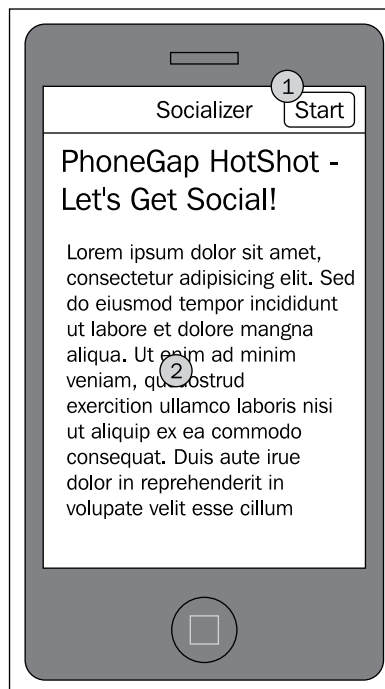 1
Socializer Start
PhoneGap HotShot -
Let's Get Social!
Lorem ipsum dolor sit amet,
consectetur adipisicing elit. Sed
do eiusmod tempor incididunt
ut labore et dolore mangna
aliqua. Ut enim ad minim
veniam, nostrud
2
exercition ullamco laboris nisi
ut aliquip ex ea commodo
consequat. Duis aute irue
dolor in reprehenderit in
volupate velit esse cillum